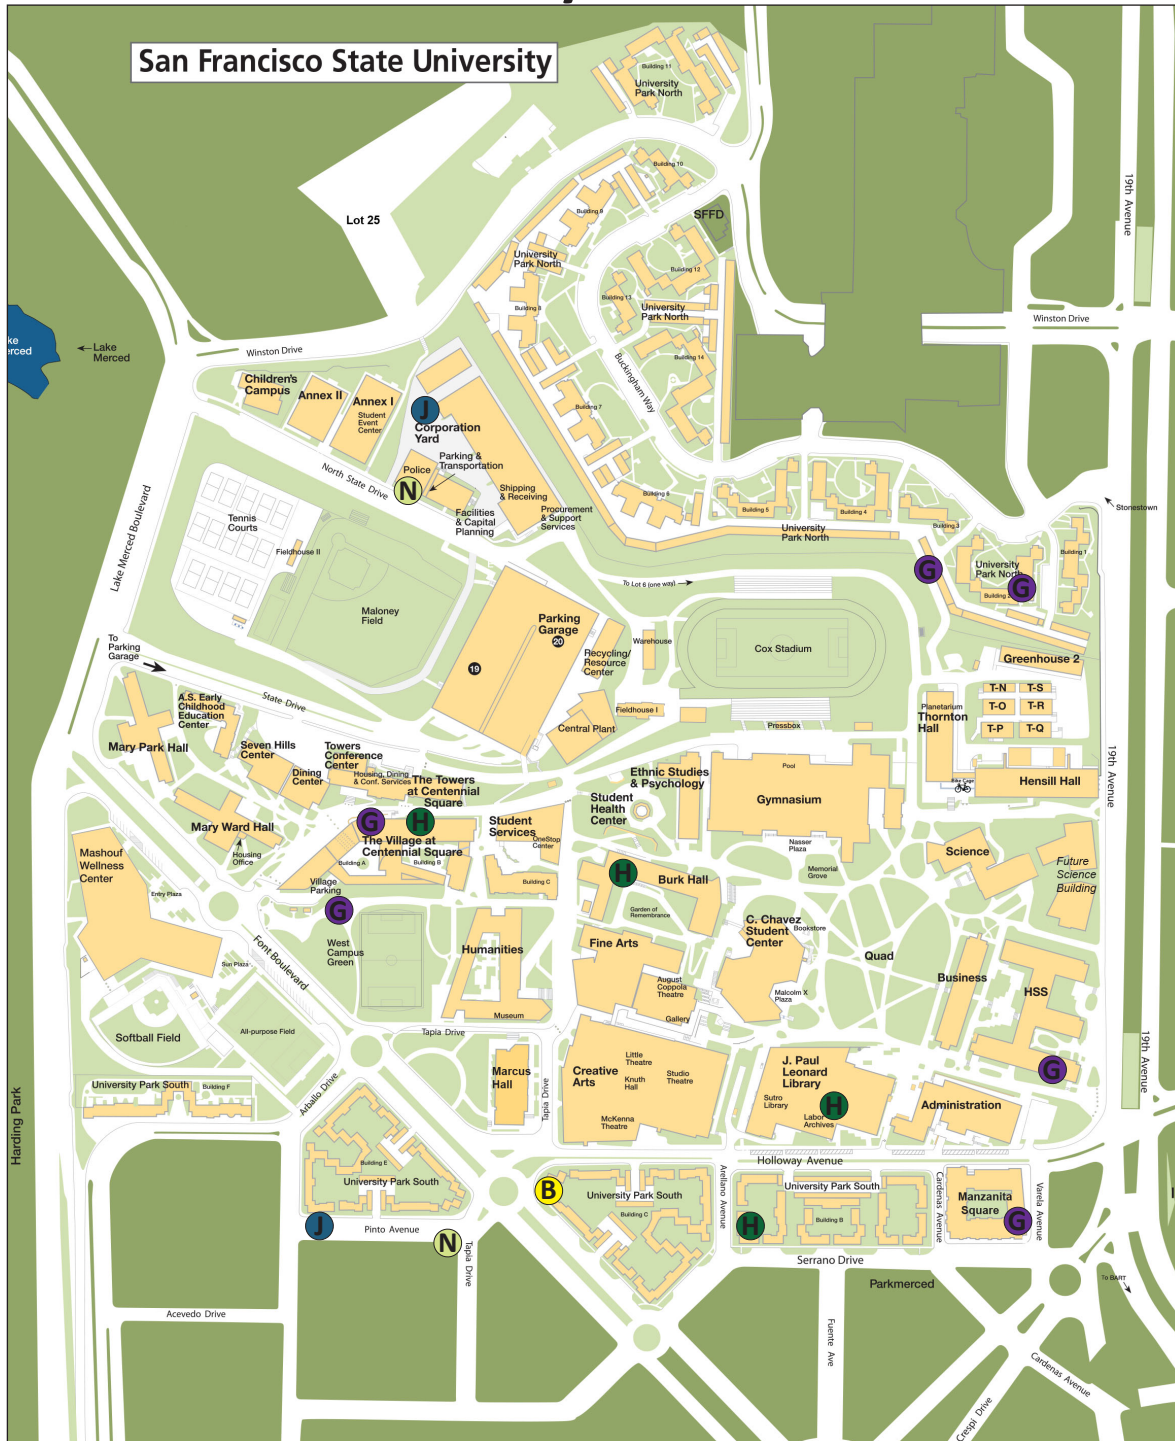 San Francisco State University
Building 11
University
Park North
Building 10
Lot 25
Building 9
SFFD
19th Avenue
University
Park North
Building 12
Building 13
Building 8
University
Park North
Winston Drive
Lake
Merced
Winston Drive
Building 14
Buckingham Way
Children's
Campus
Annex II
Annex I
Student
Event
Center
J
Corporation
Yard
Building 7
Parking &
Transportation
Police
N
North State Drive
Shipping
& Receiving
Facilities
& Capital
Planning
Procurement
& Support
Services
Building 6
Building 5
Building 4
Building 3
University
Park North
Stonestown
Lake Merced Boulevard
Tennis
Courts
Fieldhouse II
Building 1
G
University
Park North
G
To Lot 6 (one way)
Maloney
Field
Parking
Garage
20
19
Recycling/
Resource
Center
Warehouse
Cox Stadium
Greenhouse 2
To
Parking
Garage
State Drive
A.S. Early
Childhood
Education
Center
T-N
T-S
T-O
T-R
T-P
T-Q
Planetarium
Thornton
Hall
Fieldhouse I
Central Plant
Pressbox
Mary Park Hall
Seven Hills
Center
Towers
Conference
Center
Dining
Center
Housing, Dining
& Conf. Services
The Towers
at Centennial
Square
Ethnic Studies
& Psychology
Pool
Gymnasium
Bike Cage
Hensill Hall
19th Avenue
Student
Health
Center
Mary Ward Hall
Housing
Office
G
H
The Village at
Centennial Square
Building A
Building B
Student
Services
OneStop
Center
Building C
Nasser
Plaza
Memorial
Grove
Science
Future
Science
Building
Mashouf
Wellness
Center
Entry Plaza
Village
Parking
G
H
Burk Hall
Garden of
Remembrance
C. Chavez
Student
Center
Bookstore
West
Campus
Green
Humanities
Museum
Fine Arts
August
Coppola
Theatre
Gallery
Malcolm X
Plaza
Quad
Business
HSS
Font Boulevard
Sun Plaza
Softball Field
All-purpose Field
Tapia Drive
Marcus
Hall
Tapia Drive
Creative
Arts
Little
Theatre
Knuth
Hall
Studio
Theatre
McKenna
Theatre
J. Paul
Leonard
Library
Sutro
Library
Labor
Archives
H
G
Administration
19th Avenue
University Park South
Building F
Arballo Drive
Harding Park
Holloway Avenue
Building E
University Park South
J
Pinto Avenue
N
Tapia Drive
B
University Park South
Building C
Arellano Avenue
University Park South
Building B
H
Cardenas Avenue
Manzanita
Square
G
Varela Avenue
Serrano Drive
Parkmerced
To BART
Acevedo Drive
Fuente Ave
Cardenas Avenue
Crespi Drive